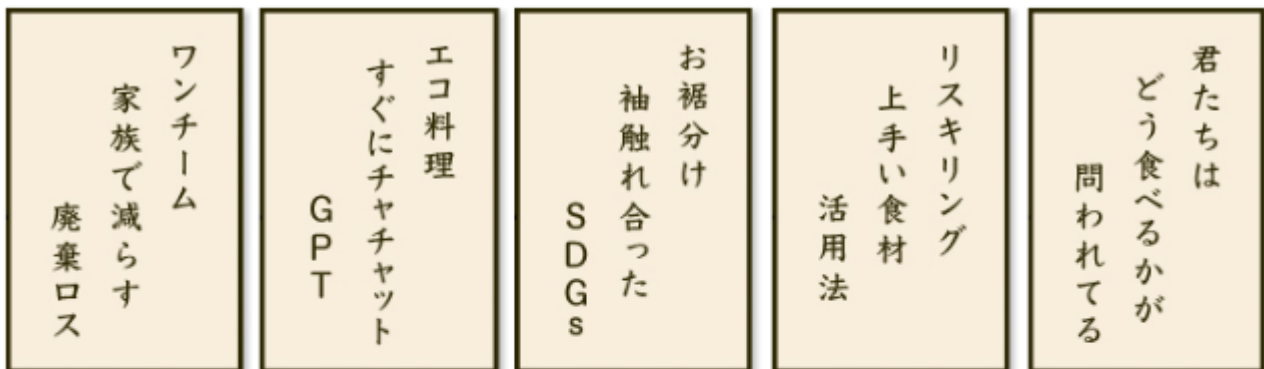 君たちは
どう食べるかが
問われてる
リスキリング
上手い食材
活用法
お裾分け
袖触れ合った
SDGs
エコ料理
すぐにチャチャット
GPT
ワンチーム
家族で減らす
廃棄ロス